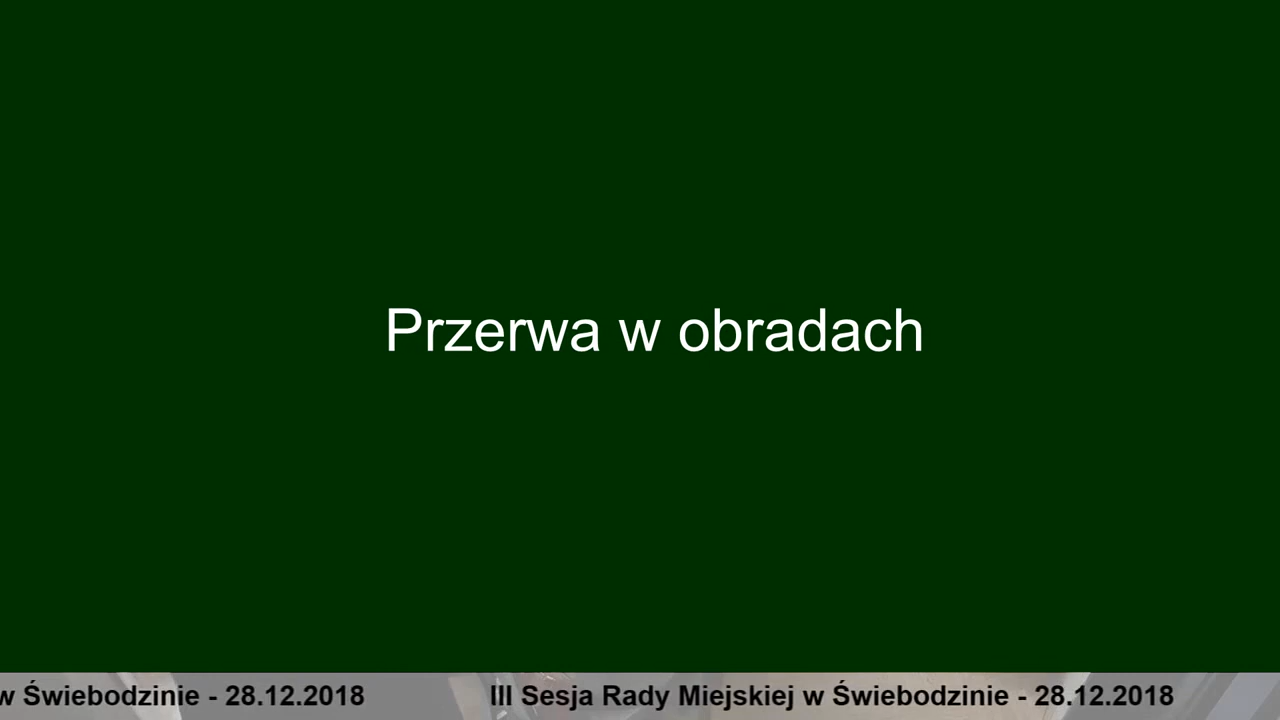 Przerwa w obradach
w Świebodzinie - 28.12.2018 III Sesja Rady Miejskiej w Świebodzinie - 28.12.2018